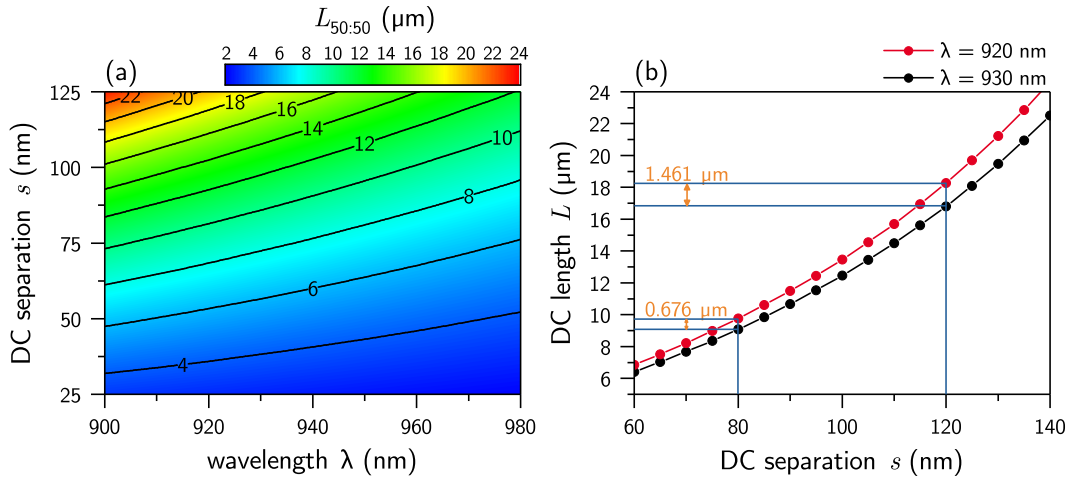 L50:50 (µm)
2 4 6 8 10 12 14 16 18 20 22 24
(a)
125
100
75
50
25
DC separation s (nm)
22
20
18
16
14
12
10
8
6
4
900 920 940 960 980
wavelength λ (nm)
(b)
λ = 920 nm
λ = 930 nm
24
22
20
18
16
14
12
10
8
6
DC length L (µm)
1.461 µm
0.676 µm
60 80 100 120 140
DC separation s (nm)